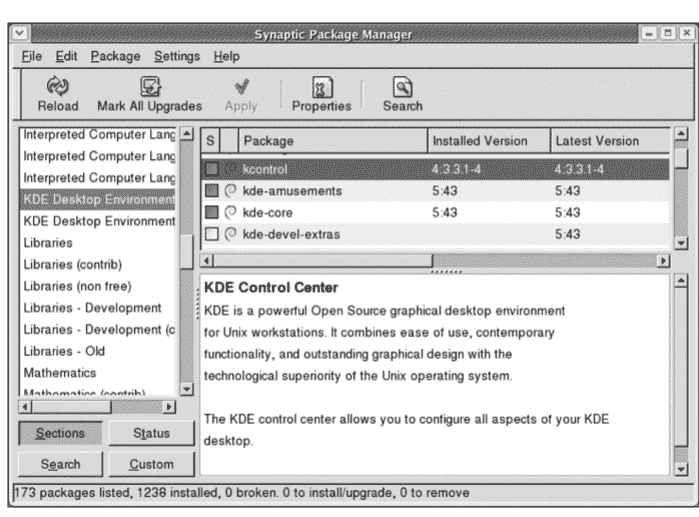 Synaptic Package Manager
File Edit Package Settings Help
Reload Mark All Upgrades Apply Properties Search
Interpreted Computer Lang
Interpreted Computer Lang
Interpreted Computer Lang
KDE Desktop Environment
KDE Desktop Environment
Libraries
Libraries (contrib)
Libraries (non free)
Libraries - Development
Libraries - Development (c
Libraries - Old
Mathematics
Mathematics (contrib)
Sections Status
Search Custom
S Package Installed Version Latest Version
kcontrol 4:3.3.1-4 4:3.3.1-4
kde-amusements 5:43 5:43
kde-core 5:43 5:43
kde-devel-extras 5:43
KDE Control Center
KDE is a powerful Open Source graphical desktop environment
for Unix workstations. It combines ease of use, contemporary
functionality, and outstanding graphical design with the
technological superiority of the Unix operating system.
The KDE control center allows you to configure all aspects of your KDE
desktop.
173 packages listed, 1238 installed, 0 broken. 0 to install/upgrade, 0 to remove